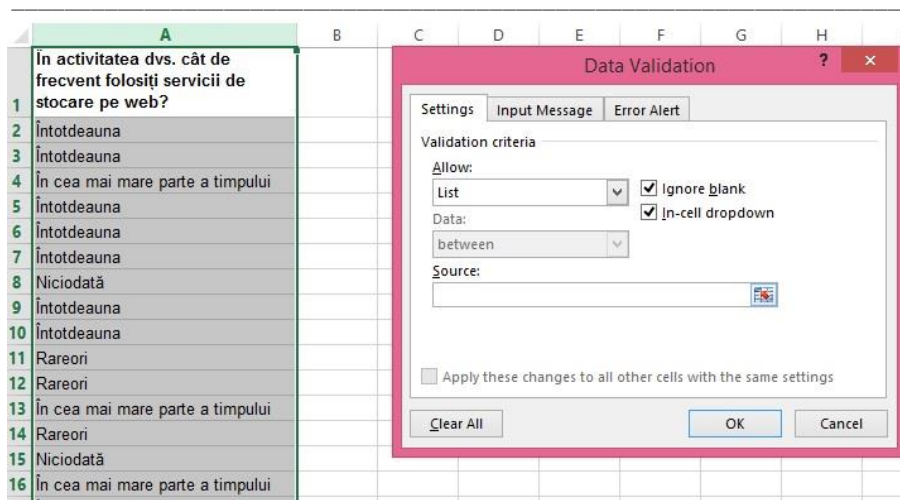 A B C D E F G H
1 În activitatea dvs. cât de
frecvent folosiți servicii de
stocare pe web?
2 Întotdeauna
3 Întotdeauna
4 În cea mai mare parte a timpului
5 Întotdeauna
6 Întotdeauna
7 Întotdeauna
8 Niciodată
9 Întotdeauna
10 Întotdeauna
11 Rareori
12 Rareori
13 În cea mai mare parte a timpului
14 Rareori
15 Niciodată
16 În cea mai mare parte a timpului
Data Validation ? ×
Settings Input Message Error Alert
Validation criteria
Allow:
List Ignore blank
In-cell dropdown
Data:
between
Source:
Apply these changes to all other cells with the same settings
Clear All OK Cancel